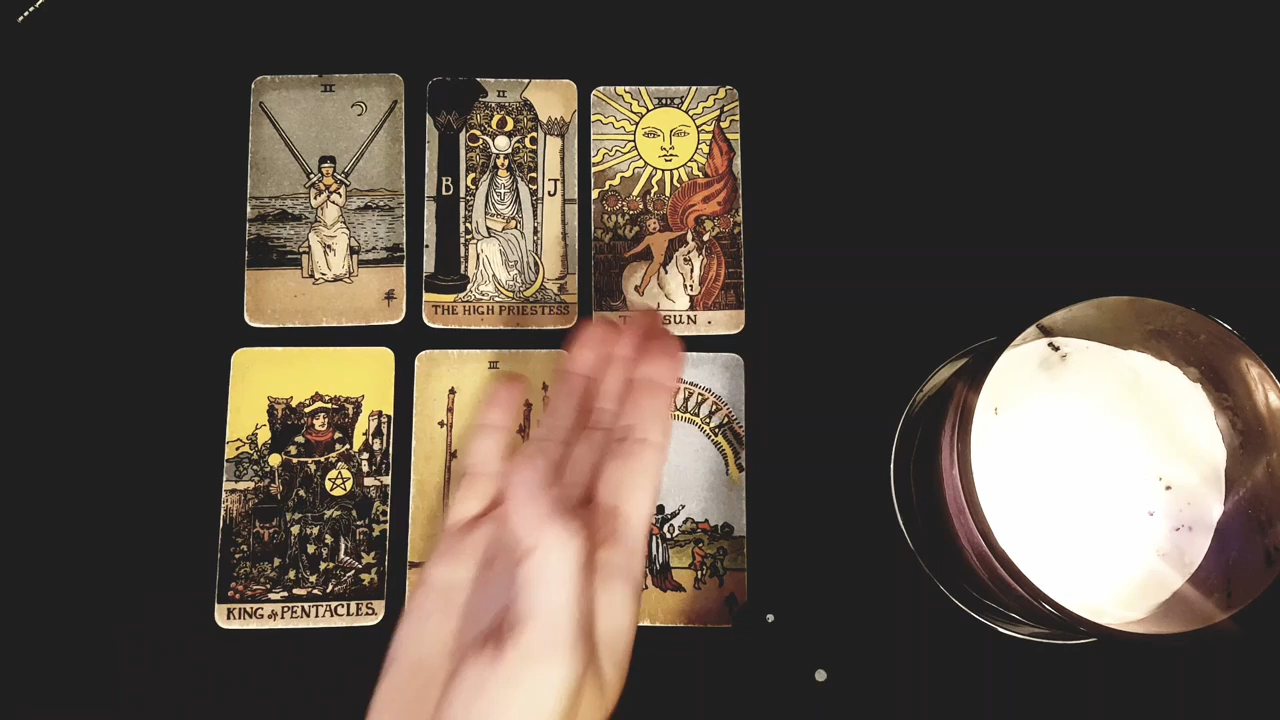 II
II
XIX
B
J
THE HIGH PRIESTESS
SUN .
III
KING of PENTACLES.